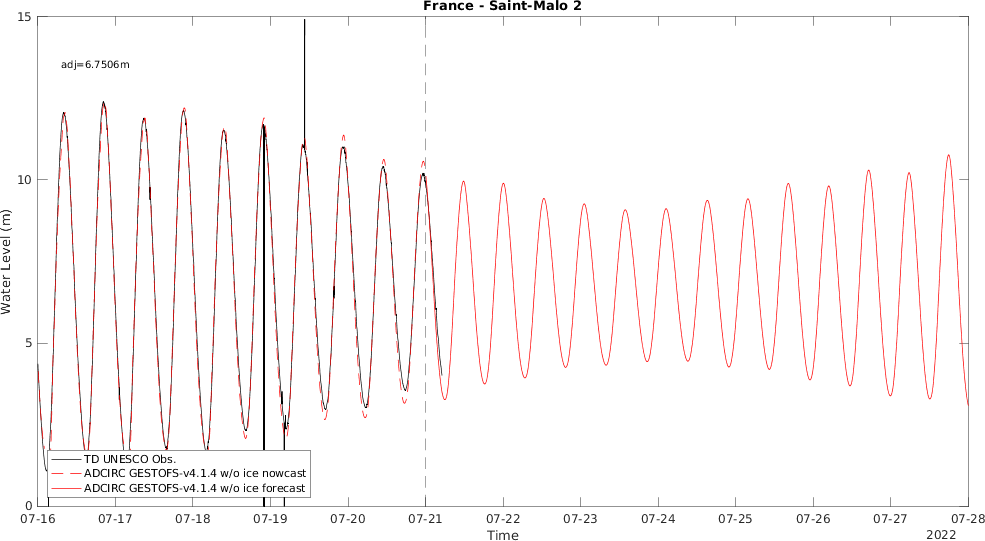 France - Saint-Malo 2
15
adj=6.7506m
10
Water Level (m)
5
TD UNESCO Obs.
ADCIRC GESTOFS-v4.1.4 w/o ice nowcast
ADCIRC GESTOFS-v4.1.4 w/o ice forecast
0
07-16 07-17 07-18 07-19 07-20 07-21 07-22 07-23 07-24 07-25 07-26 07-27 07-28
Time
2022